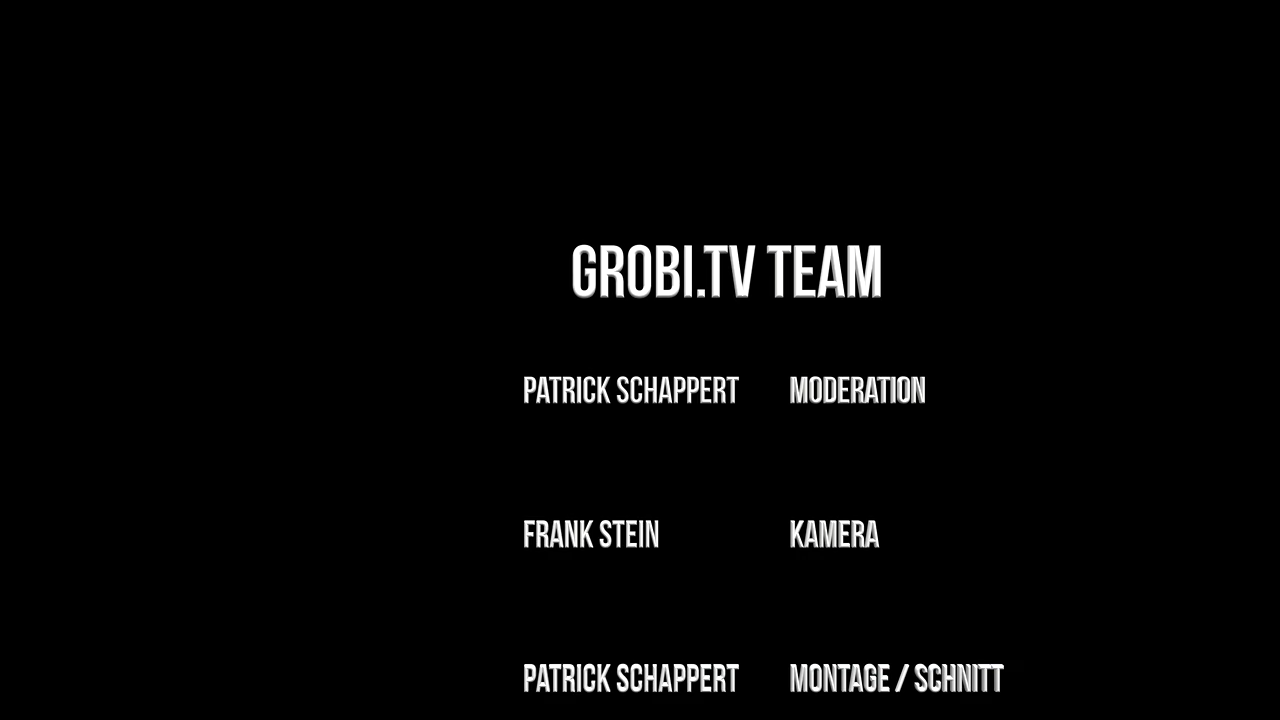 GROBI.TV TEAM
PATRICK SCHAPPERT MODERATION
FRANK STEIN KAMERA
PATRICK SCHAPPERT MONTAGE / SCHNITT